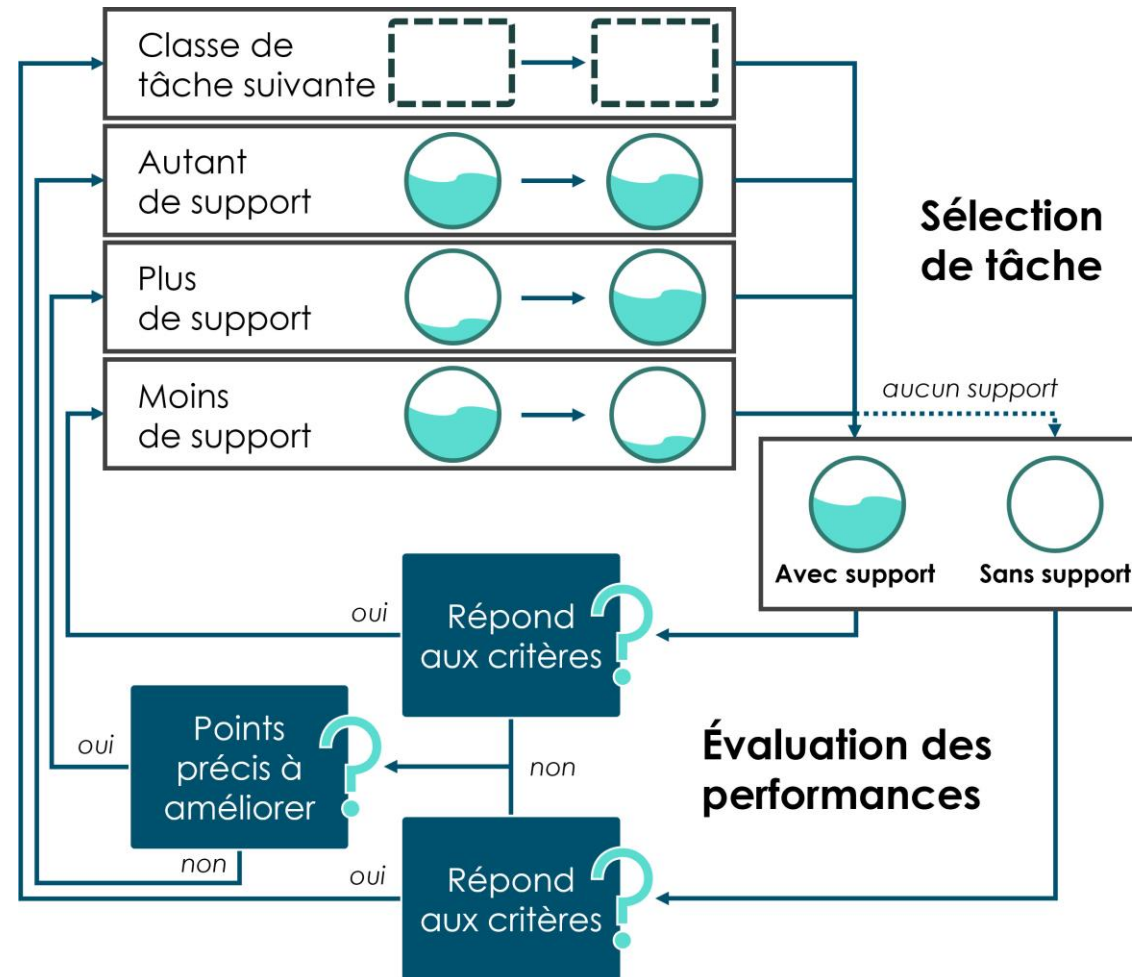 Classe de
tâche suivante
Autant
de support
Plus
de support
Moins
de support
Sélection
de tâche
aucun support
Avec support
Sans support
oui
Répond
aux critères
?
oui
Points
précis à
améliorer
?
non
Évaluation des
performances
non
oui
Répond
aux critères
?